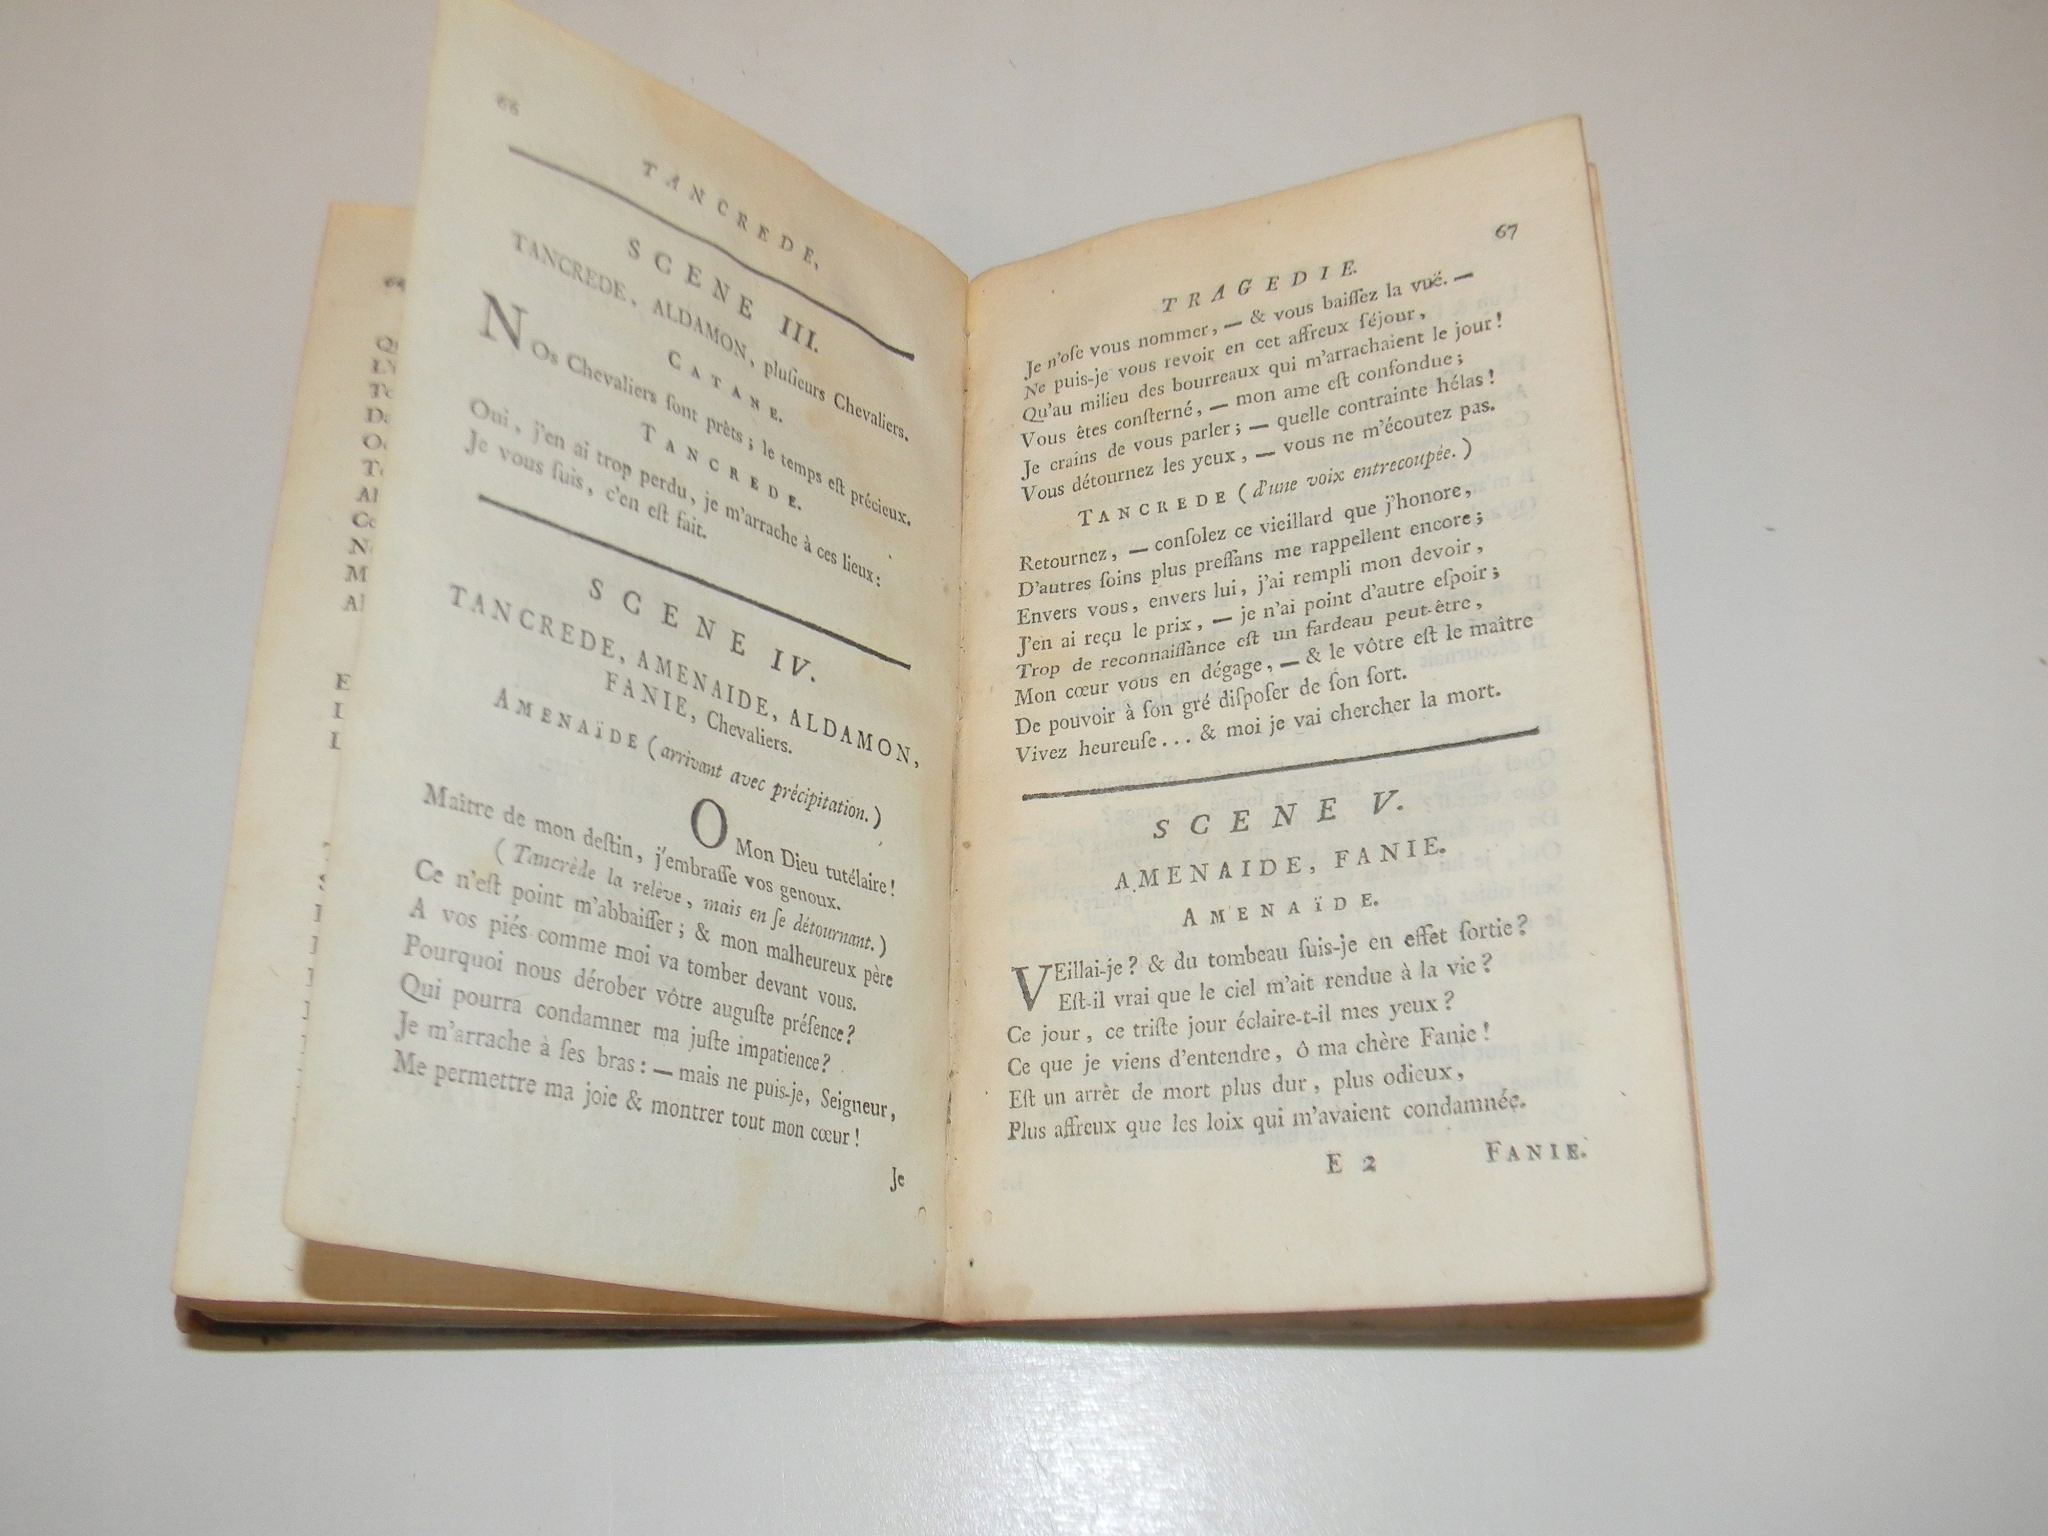 66
TANCREDE,
SCENE III.
TANCREDE, ALDAMON, pluſieurs Chevaliers.
CATANE.
NOs Chevaliers ſont prêts; le temps eſt précieux.
TANCREDE.
Oui, j'en ai trop perdu, je m'arrache à ces lieux:
Je vous ſuis, c'en eſt fait.
SCENE IV.
TANCREDE, AMENAIDE, ALDAMON,
FANIE, Chevaliers.
AMENAÏDE (arrivant avec précipitation.)
O Mon Dieu tutélaire!
Maître de mon deſtin, j'embraſſe vos genoux.
(Tancrède la relève, mais en ſe détournant.)
Ce n'eſt point m'abbaiſſer; & mon malheureux père
A vos piés comme moi va tomber devant vous.
Pourquoi nous dérober vôtre auguſte préſence?
Qui pourra condamner ma juſte impatience?
Je m'arrache à ſes bras: — mais ne puis-je, Seigneur,
Me permettre ma joie & montrer tout mon cœur!
Je
67
TRAGEDIE.
Je n'oſe vous nommer, — & vous baiſſez la vuë. —
Ne puis-je vous revoir en cet affreux ſéjour,
Qu'au milieu des bourreaux qui m'arrachaient le jour!
Vous êtes conſterné, — mon ame eſt confondue;
Je crains de vous parler; — quelle contrainte hélas!
Vous détournez les yeux, — vous ne m'écoutez pas.
TANCREDE (d'une voix entrecoupée.)
Retournez, — conſolez ce vieillard que j'honore,
D'autres ſoins plus preſſans me rappellent encore;
Envers vous, envers lui, j'ai rempli mon devoir,
J'en ai reçu le prix, — je n'ai point d'autre eſpoir;
Trop de reconnaiſſance eſt un fardeau peut-être,
Mon cœur vous en dégage, — & le vôtre eſt le maître
De pouvoir à ſon gré diſpoſer de ſon ſort.
Vivez heureuſe... & moi je vai chercher la mort.
SCENE V.
AMENAIDE, FANIE.
AMENAÏDE.
VEillai-je? & du tombeau ſuis-je en effet ſortie?
Eſt-il vrai que le ciel m'ait rendue à la vie?
Ce jour, ce triſte jour éclaire-t-il mes yeux?
Ce que je viens d'entendre, ô ma chère Fanie!
Eſt un arrêt de mort plus dur, plus odieux,
Plus affreux que les loix qui m'avaient condamnée.
E 2 FANIE.